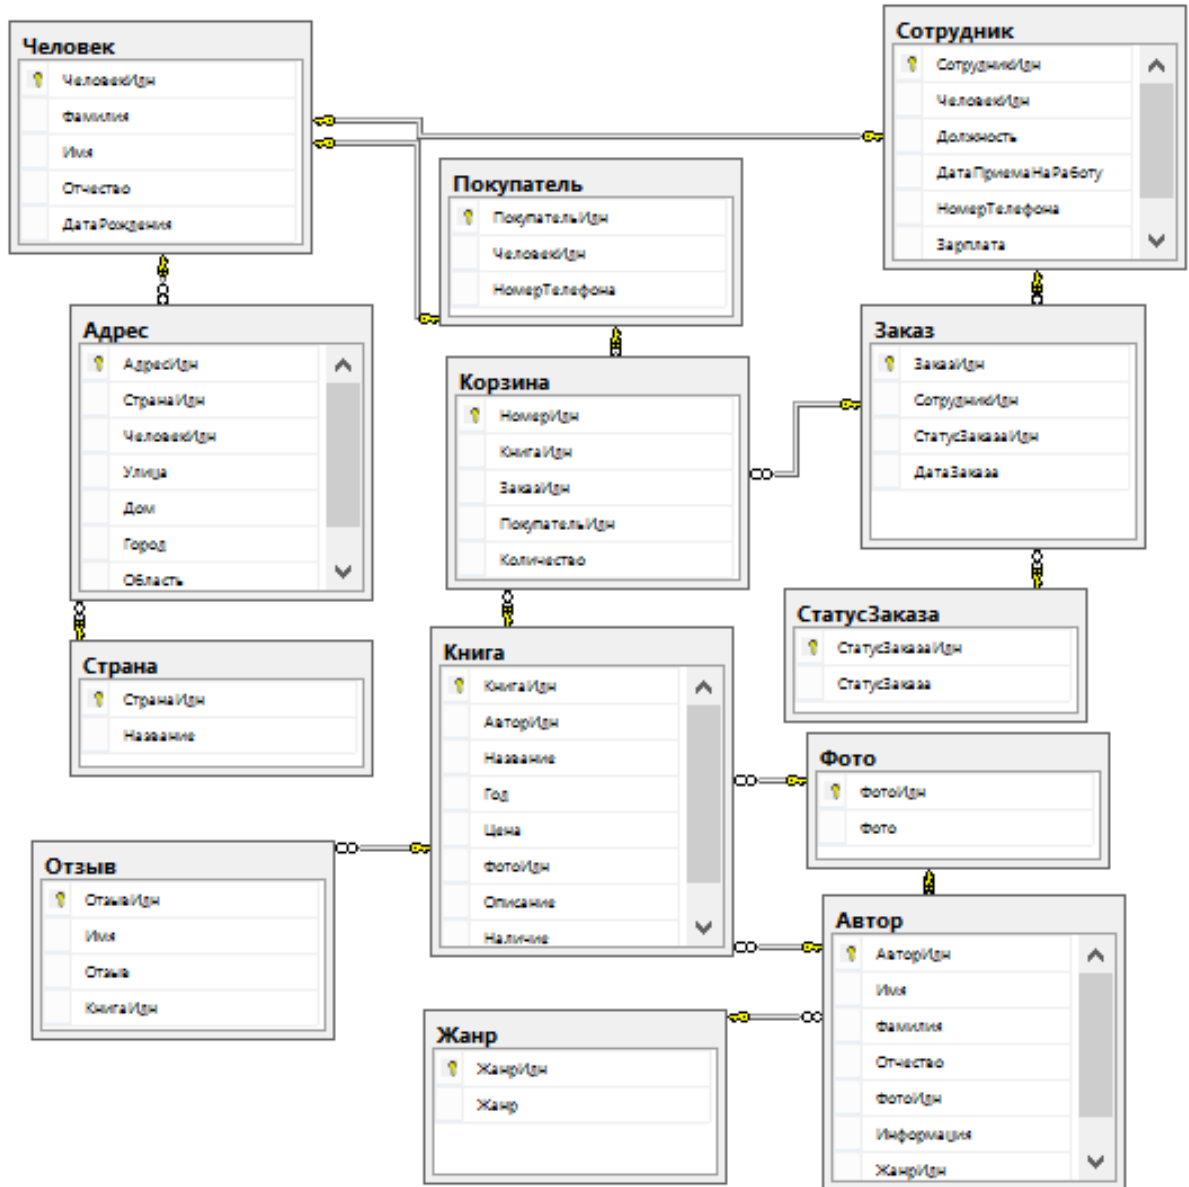 Человек
ЧеловекИдн
Фамилия
Имя
Отчество
ДатаРождения
Сотрудник
СотрудникИдн
ЧеловекИдн
Должность
ДатаПриемаНаРаботу
НомерТелефона
Зарплата
Покупатель
ПокупательИдн
ЧеловекИдн
НомерТелефона
Адрес
АдресИдн
СтранаИдн
ЧеловекИдн
Улица
Дом
Город
Область
Корзина
НомерИдн
КнигаИдн
ЗаказИдн
ПокупательИдн
Количество
Заказ
ЗаказИдн
СотрудникИдн
СтатусЗаказаИдн
ДатаЗаказа
СтатусЗаказа
СтатусЗаказаИдн
СтатусЗаказа
Страна
СтранаИдн
Название
Книга
КнигаИдн
АвторИдн
Название
Год
Цена
ФотоИдн
Описание
Наличие
Фото
ФотоИдн
Фото
Отзыв
ОтзывИдн
Имя
Отзыв
КнигаИдн
Автор
АвторИдн
Имя
Фамилия
Отчество
ФотоИдн
Информация
ЖанрИдн
Жанр
ЖанрИдн
Жанр